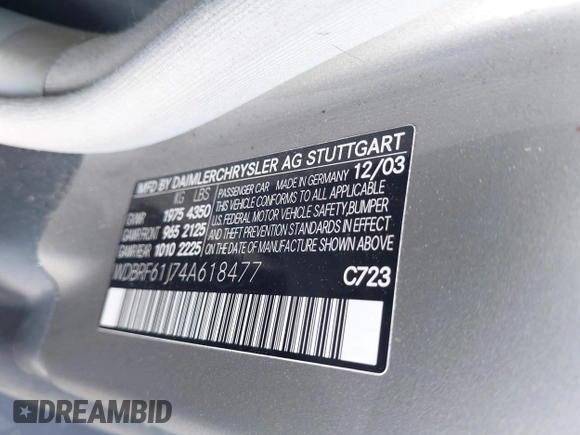 MFD BY DAIMLERCHRYSLER AG STUTTGART
KG LBS PASSENGER CAR MADE IN GERMANY 12/03
GVWR 1975 4350 THIS VEHICLE CONFORMS TO ALL APPLICABLE
GAWR FRONT 965 2125 U.S. FEDERAL MOTOR VEHICLE SAFETY, BUMPER
GAWR REAR 1010 2225 AND THEFT PREVENTION STANDARDS IN EFFECT
ON THE DATE OF MANUFACTURE SHOWN ABOVE
WDBRF61J74A618477
C723
DREAMBID